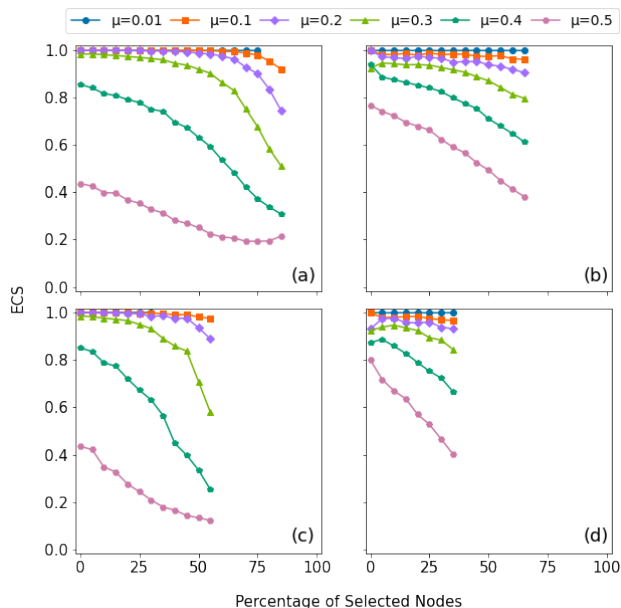 μ=0.01 μ=0.1 μ=0.2 μ=0.3 μ=0.4 μ=0.5
1.0
0.8
0.6
0.4
0.2
0.0
(a)
(b)
ECS
1.0
0.8
0.6
0.4
0.2
0.0
(c)
(d)
0 25 50 75 100
0 25 50 75 100
Percentage of Selected Nodes